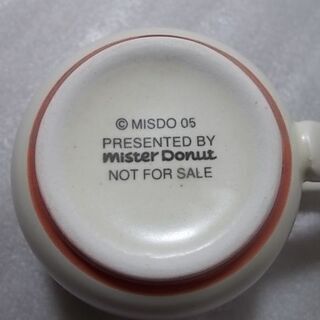 © MISDO 05
PRESENTED BY
mister Donut
NOT FOR SALE